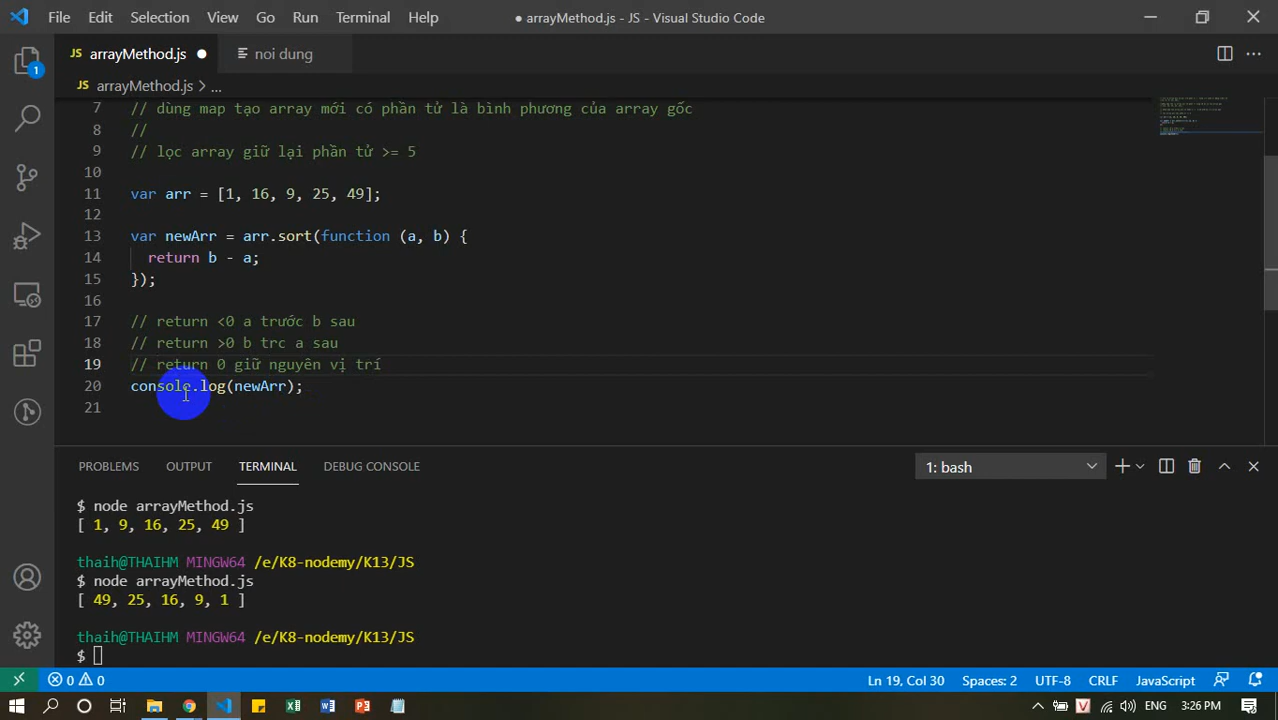 File Edit Selection View Go Run Terminal Help
● arrayMethod.js - JS - Visual Studio Code
JS arrayMethod.js ●
noi dung
JS arrayMethod.js > ...
1
7 // dùng map tạo array mới có phần tử là bình phương của array gốc
8 //
9 // lọc array giữ lại phần tử >= 5
10
11 var arr = [1, 16, 9, 25, 49];
12
13 var newArr = arr.sort(function (a, b) {
14 return b - a;
15 });
16
17 // return <0 a trước b sau
18 // return >0 b trc a sau
19 // return 0 giữ nguyên vị trí
20 console.log(newArr);
21
PROBLEMS OUTPUT TERMINAL DEBUG CONSOLE
1: bash
$ node arrayMethod.js
[ 1, 9, 16, 25, 49 ]
thaih@THAIHM MINGW64 /e/K8-nodemy/K13/JS
$ node arrayMethod.js
[ 49, 25, 16, 9, 1 ]
thaih@THAIHM MINGW64 /e/K8-nodemy/K13/JS
$
0 0
Ln 19, Col 30 Spaces: 2 UTF-8 CRLF JavaScript
ENG 3:26 PM